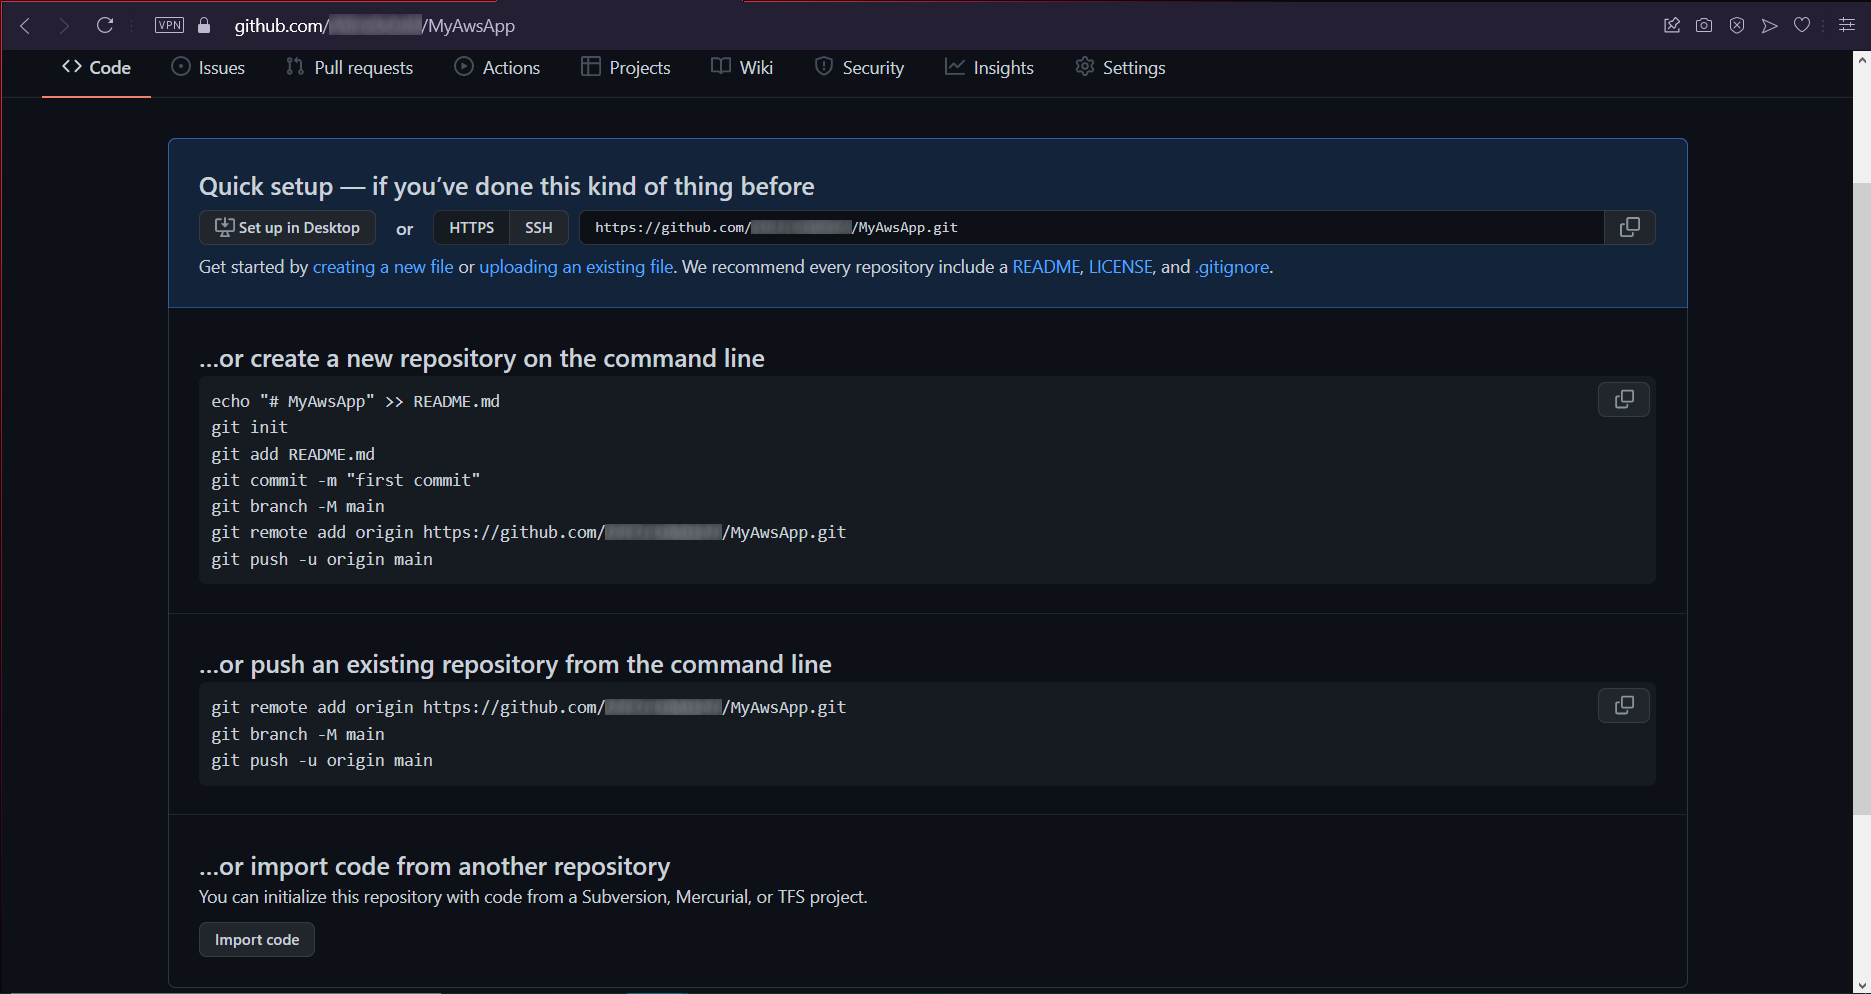 VPN github.com/ /MyAwsApp
<> Code Issues Pull requests Actions Projects Wiki Security Insights Settings
Quick setup — if you’ve done this kind of thing before
Set up in Desktop or HTTPS SSH https://github.com/ /MyAwsApp.git
Get started by creating a new file or uploading an existing file. We recommend every repository include a README, LICENSE, and .gitignore.
...or create a new repository on the command line
echo "# MyAwsApp" >> README.md
git init
git add README.md
git commit -m "first commit"
git branch -M main
git remote add origin https://github.com/ /MyAwsApp.git
git push -u origin main
...or push an existing repository from the command line
git remote add origin https://github.com/ /MyAwsApp.git
git branch -M main
git push -u origin main
...or import code from another repository
You can initialize this repository with code from a Subversion, Mercurial, or TFS project.
Import code